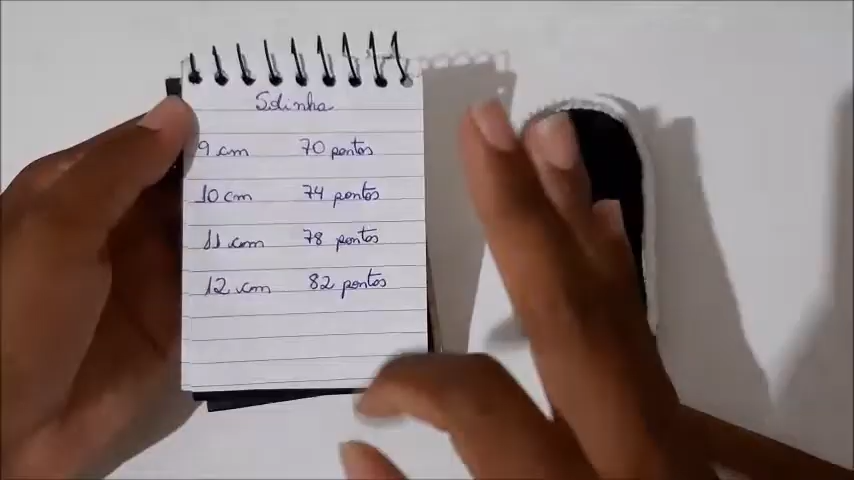 Solinha
9 cm 70 pontos
10 cm 74 pontos
11 cm 78 pontos
12 cm 82 pontos